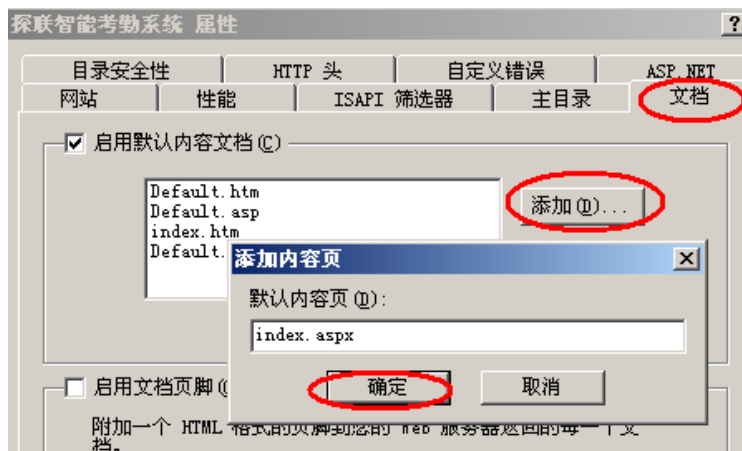 探联智能考勤系统 属性
?
目录安全性 HTTP 头 自定义错误 ASP.NET
网站 性能 ISAPI 筛选器 主目录 文档
启用默认内容文档(C)
Default.htm
Default.asp
index.htm
Default.
添加(D)...
添加内容页
默认内容页(D):
index.aspx
确定 取消
启用文档页脚(
附加一个 HTML 格式的页脚到您的 Web 服务器返回的每一个文
档。